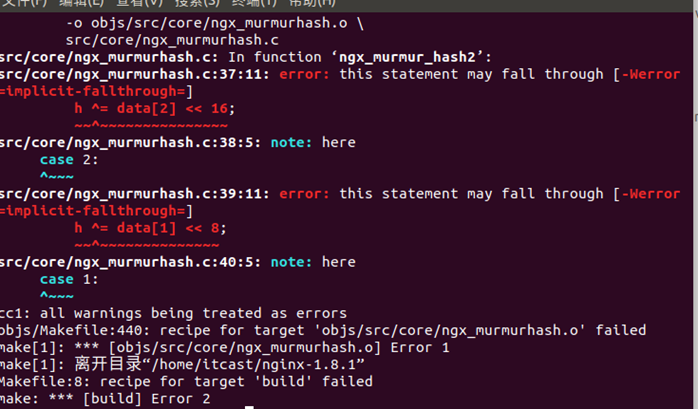 文件(F) 编辑(E) 查看(V) 搜索(S) 终端(T) 帮助(H)
-o objs/src/core/ngx_murmurhash.o \
src/core/ngx_murmurhash.c
src/core/ngx_murmurhash.c: In function ‘ngx_murmur_hash2’:
src/core/ngx_murmurhash.c:37:11: error: this statement may fall through [-Werror
=implicit-fallthrough=]
h ^= data[2] << 16;
~~^~~~~~~~~~~~~~~~
src/core/ngx_murmurhash.c:38:5: note: here
case 2:
^~~~
src/core/ngx_murmurhash.c:39:11: error: this statement may fall through [-Werror
=implicit-fallthrough=]
h ^= data[1] << 8;
~~^~~~~~~~~~~~~~~
src/core/ngx_murmurhash.c:40:5: note: here
case 1:
^~~~
cc1: all warnings being treated as errors
objs/Makefile:440: recipe for target 'objs/src/core/ngx_murmurhash.o' failed
make[1]: *** [objs/src/core/ngx_murmurhash.o] Error 1
make[1]: 离开目录“/home/itcast/nginx-1.8.1”
Makefile:8: recipe for target 'build' failed
make: *** [build] Error 2